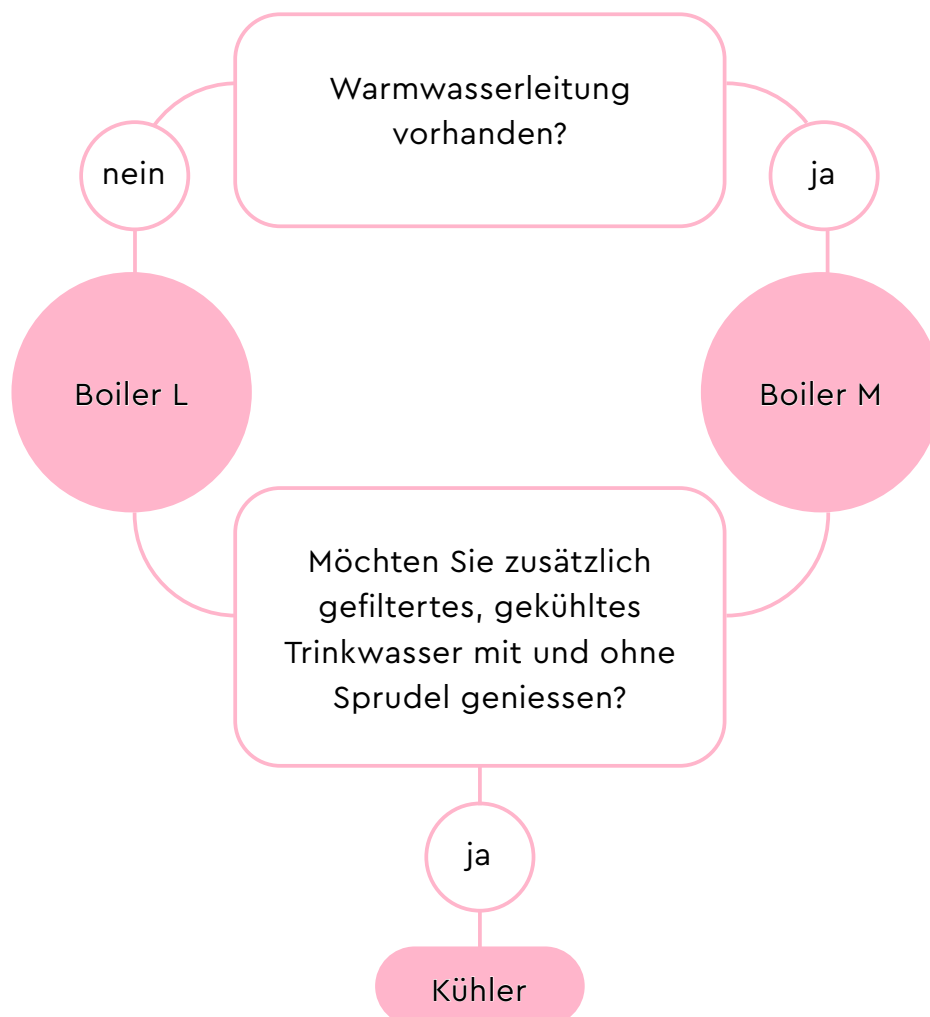 Warmwasserleitung
vorhanden?
nein
ja
Boiler L
Boiler M
Möchten Sie zusätzlich
gefiltertes, gekühltes
Trinkwasser mit und ohne
Sprudel geniessen?
ja
Kühler